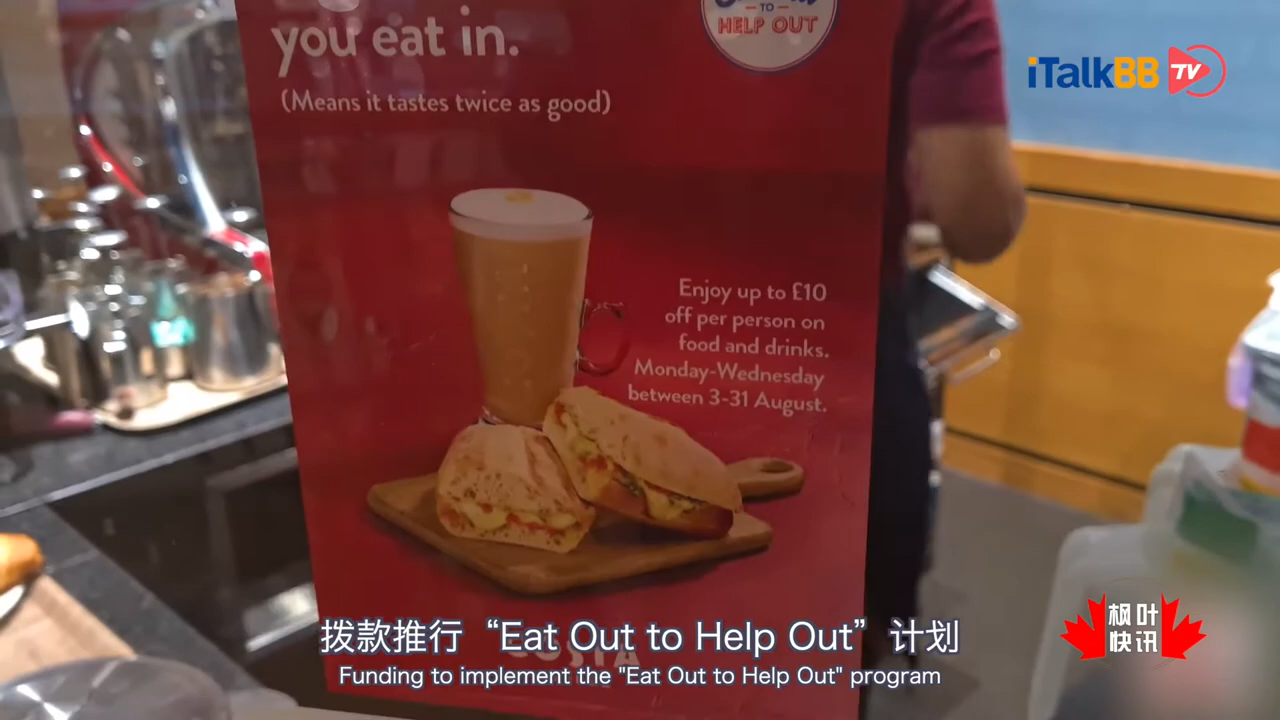 you eat in.
(Means it tastes twice as good)
TO
HELP OUT
iTalkBB TV
Enjoy up to £10
off per person on
food and drinks.
Monday-Wednesday
between 3-31 August.
拨款推行“Eat Out to Help Out”计划
Funding to implement the "Eat Out to Help Out" program
枫叶
快讯